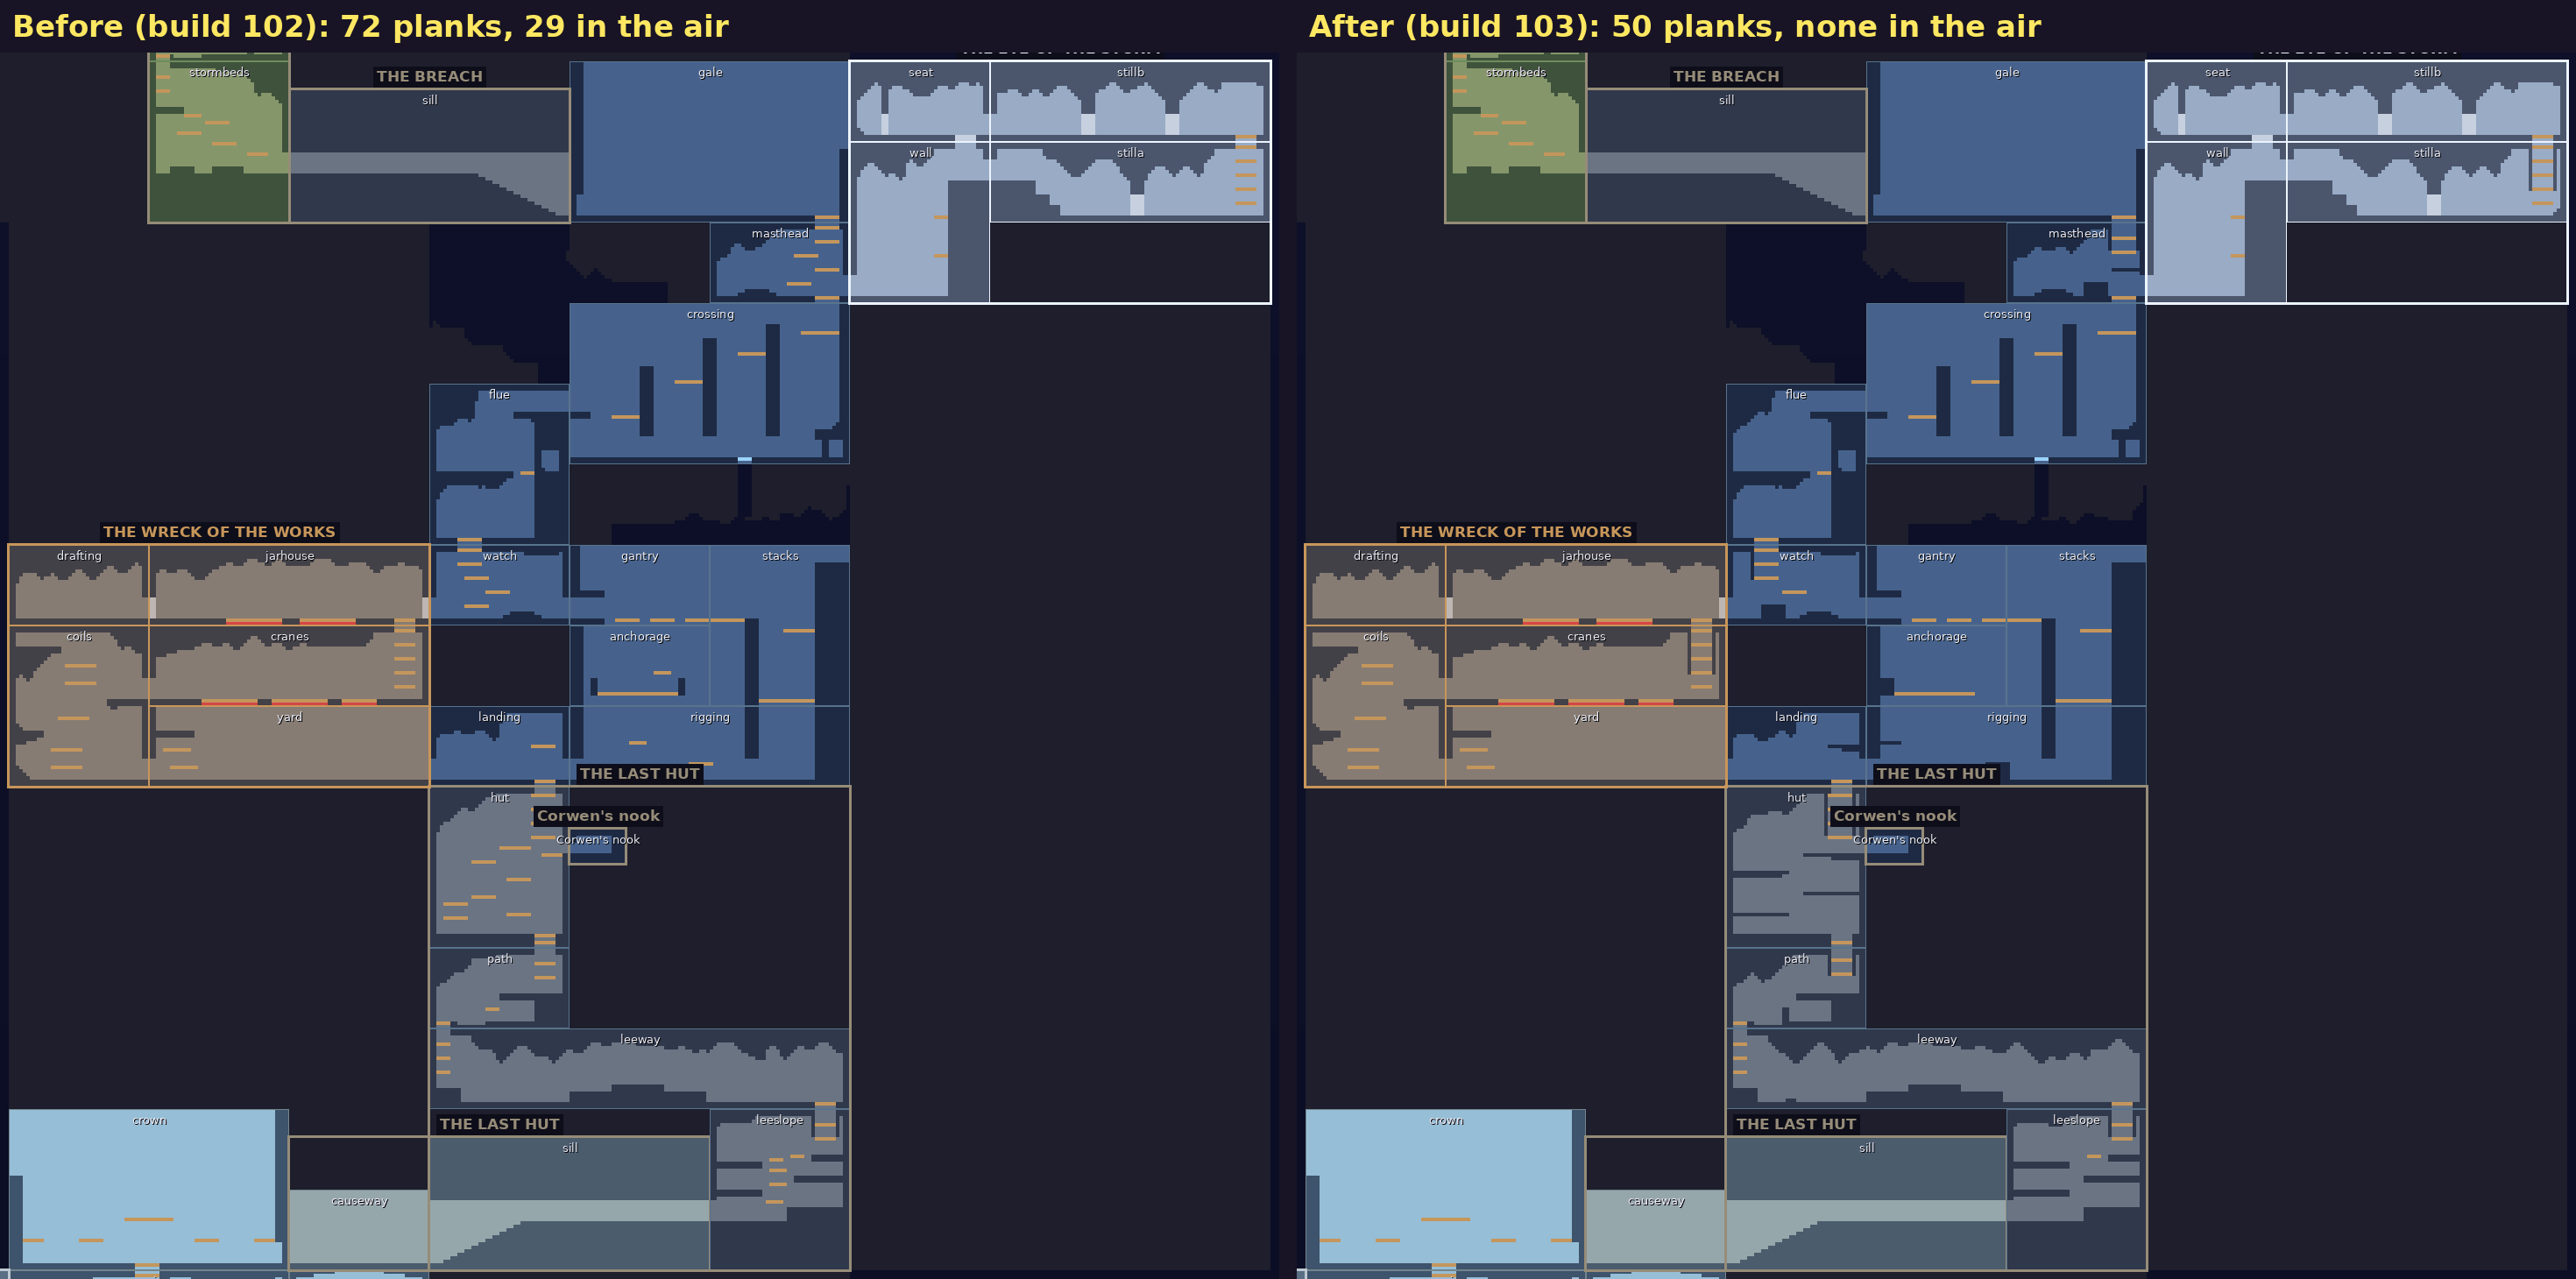 Before (build 102): 72 planks, 29 in the air
After (build 103): 50 planks, none in the air
stormbeds
THE BREACH
sill
gale
seat
stillb
wall
stilla
masthead
crossing
flue
THE WRECK OF THE WORKS
drafting
jarhouse
watch
gantry
stacks
coils
cranes
anchorage
yard
landing
rigging
THE LAST HUT
hut
Corwen's nook
Corwen's nook
path
leeway
crown
THE LAST HUT
leeslope
sill
causeway
stormbeds
THE BREACH
sill
gale
seat
stillb
wall
stilla
masthead
crossing
flue
THE WRECK OF THE WORKS
drafting
jarhouse
watch
gantry
stacks
coils
cranes
anchorage
yard
landing
rigging
THE LAST HUT
hut
Corwen's nook
Corwen's nook
path
leeway
crown
THE LAST HUT
leeslope
sill
causeway